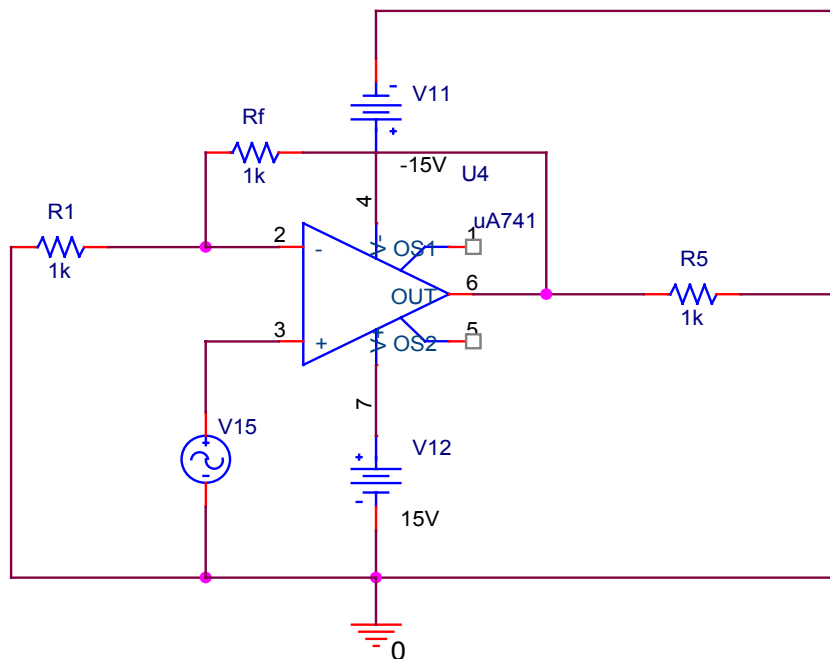 -
V11
+
Rf
1k
-15V
U4
4
R1
1k
2
-
V-
OS1
1
uA741
OUT
6
R5
1k
3
+
V+
OS2
5
7
V15
+
-
V12
+
-
15V
0